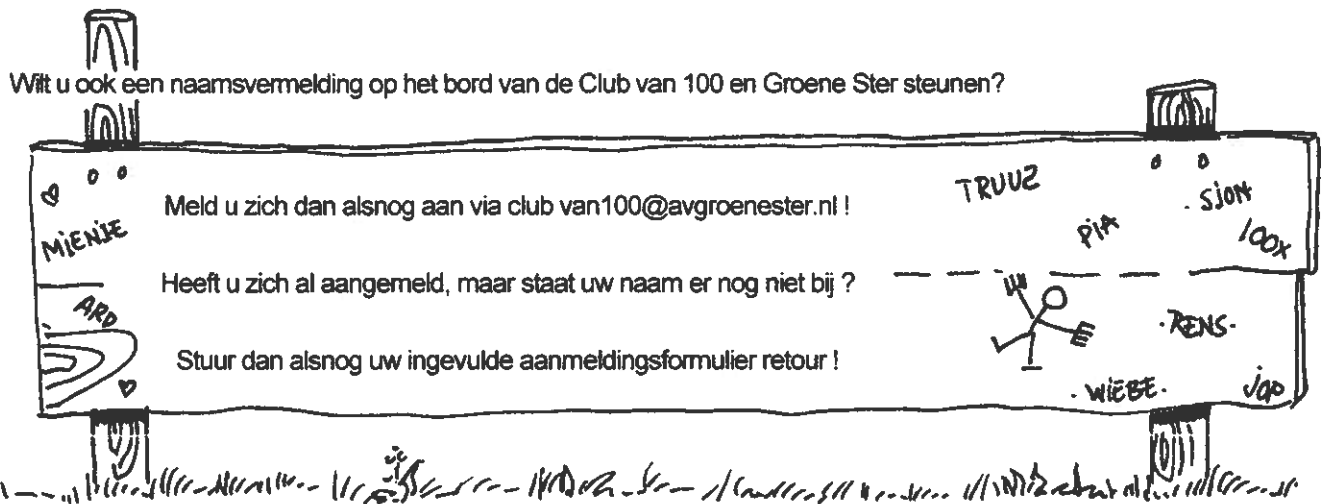 Wilt u ook een naamsvermelding op het bord van de Club van 100 en Groene Ster steunen?
TRUUZ
SJON
Meld u zich dan alsnog aan via club van100@avgroenester.nl !
PIA
100X
MIENIE
Heeft u zich al aangemeld, maar staat uw naam er nog niet bij ?
ARD
·RENS·
Stuur dan alsnog uw ingevulde aanmeldingsformulier retour !
·WIEBE·
jop